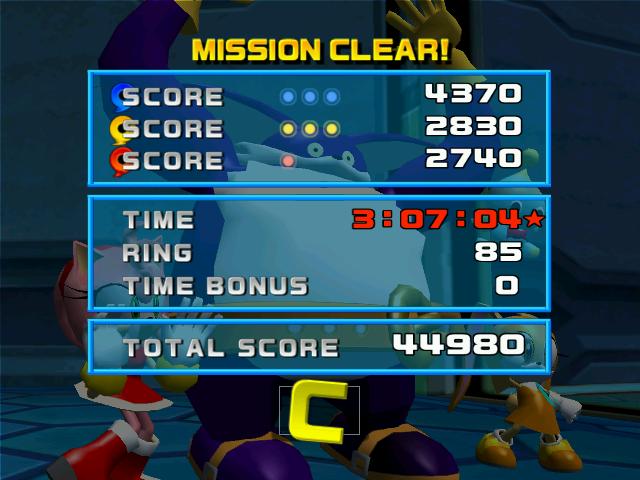 MISSION CLEAR!
SCORE 4370
SCORE 2830
SCORE 2740
TIME 3:07:04★
RING 85
TIME BONUS 0
TOTAL SCORE 44980
C